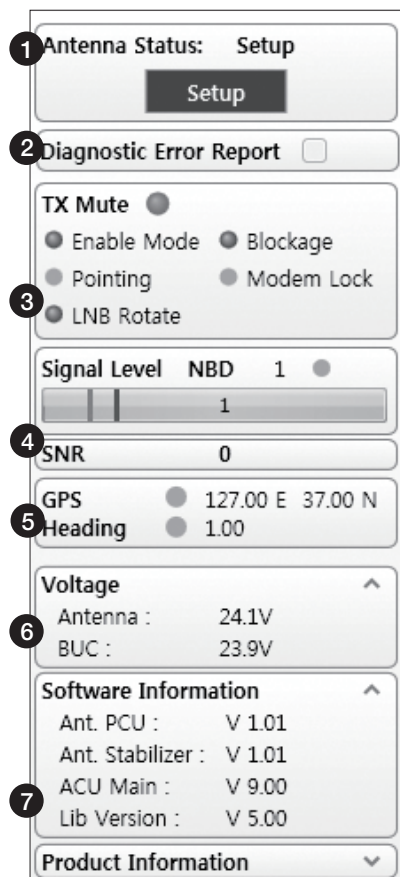 1 Antenna Status: Setup
Setup
2 Diagnostic Error Report
TX Mute
Enable Mode Blockage
Pointing Modem Lock
3 LNB Rotate
Signal Level NBD 1
1
4 SNR 0
GPS 127.00 E 37.00 N
5 Heading 1.00
Voltage
Antenna : 24.1V
6 BUC : 23.9V
Software Information
Ant. PCU : V 1.01
Ant. Stabilizer : V 1.01
ACU Main : V 9.00
7 Lib Version : V 5.00
Product Information